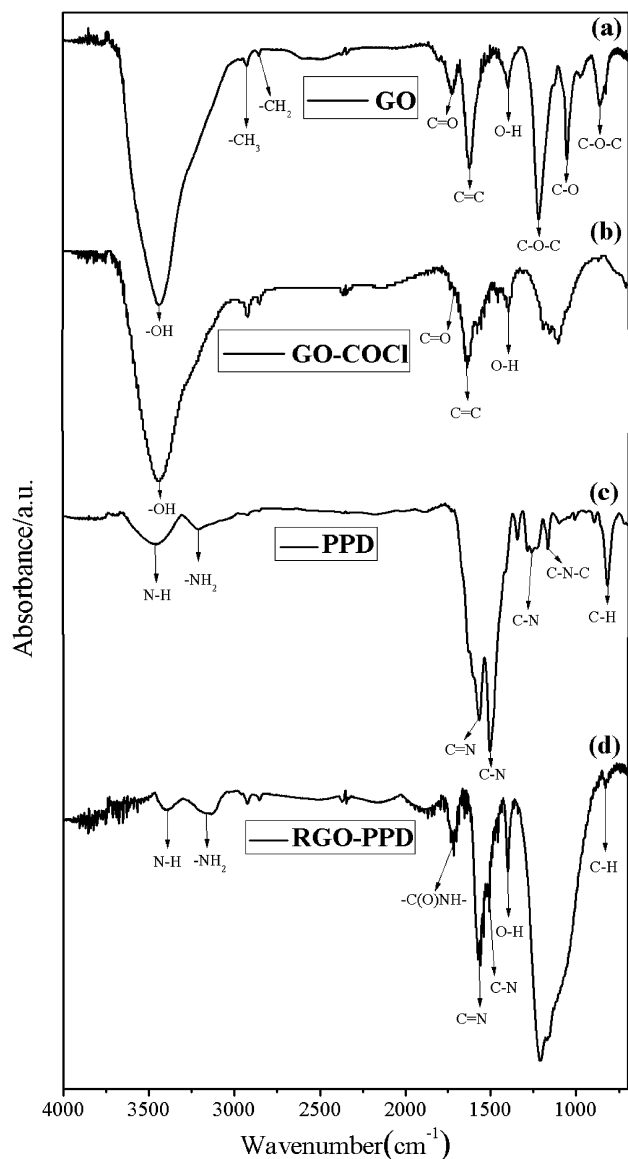 (a)
GO
-CH3
-CH2
C=O
C=C
O-H
C-O-C
C-O
C-O-C
-OH
(b)
GO-COCl
C=O
C=C
O-H
-OH
(c)
PPD
N-H
-NH2
C=N
C-N
C-N
C-N-C
C-H
(d)
RGO-PPD
N-H
-NH2
-C(O)NH-
C=N
C-N
O-H
C-H
Absorbance/a.u.
4000 3500 3000 2500 2000 1500 1000
Wavenumber(cm-1)